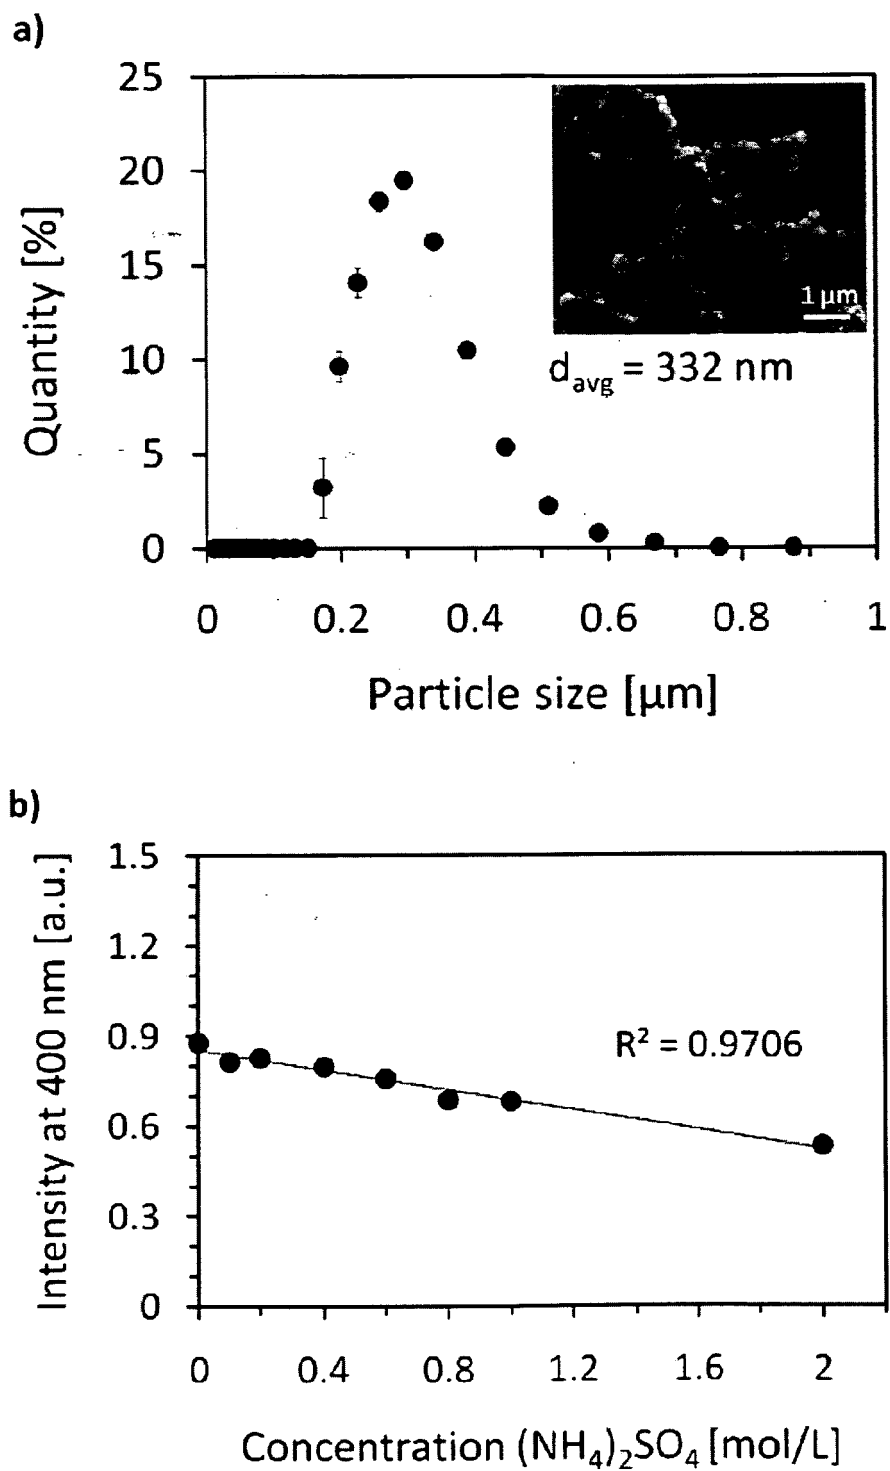 a)
25
20
15
10
5
0
Quantity [%]
1 µm
d_avg = 332 nm
0 0.2 0.4 0.6 0.8 1
Particle size [µm]
b)
1.5
1.2
0.9
0.6
0.3
0
Intensity at 400 nm [a.u.]
R² = 0.9706
0 0.4 0.8 1.2 1.6 2
Concentration (NH₄)₂SO₄ [mol/L]